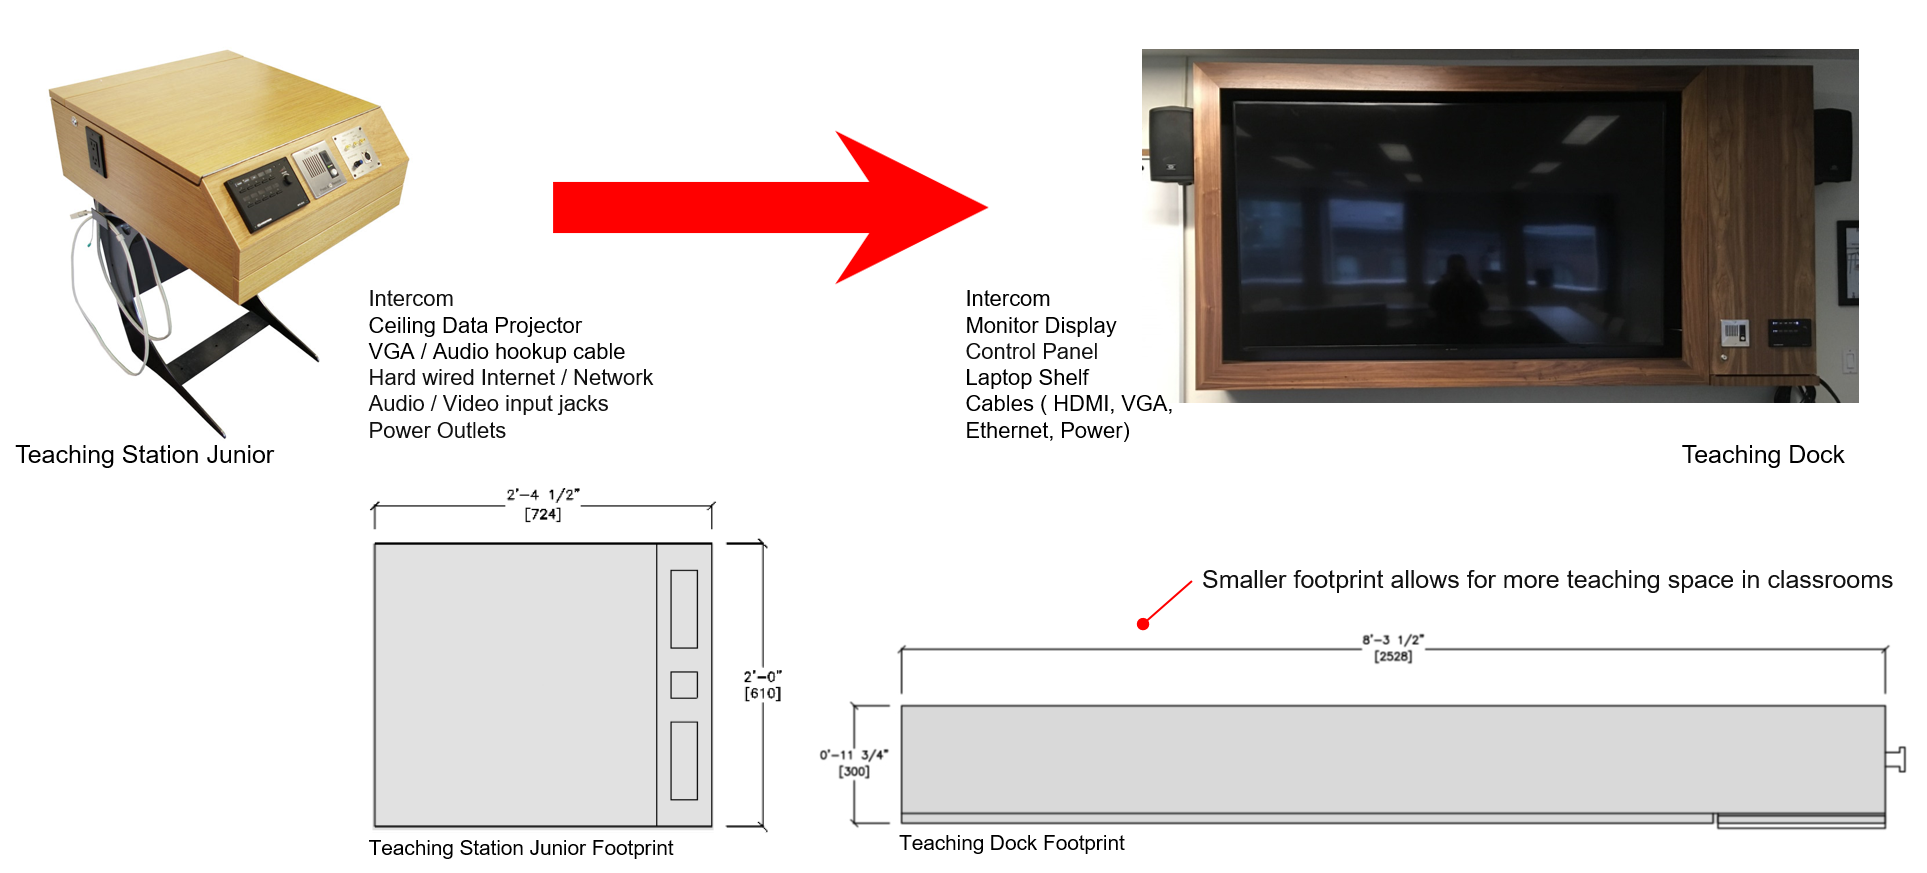 Intercom
Ceiling Data Projector
VGA / Audio hookup cable
Hard wired Internet / Network
Audio / Video input jacks
Power Outlets
Teaching Station Junior
Intercom
Monitor Display
Control Panel
Laptop Shelf
Cables ( HDMI, VGA,
Ethernet, Power)
Teaching Dock
2'-4 1/2"
[724]
2'-0"
[610]
Teaching Station Junior Footprint
Smaller footprint allows for more teaching space in classrooms
8'-3 1/2"
[2528]
0'-11 3/4"
[300]
Teaching Dock Footprint